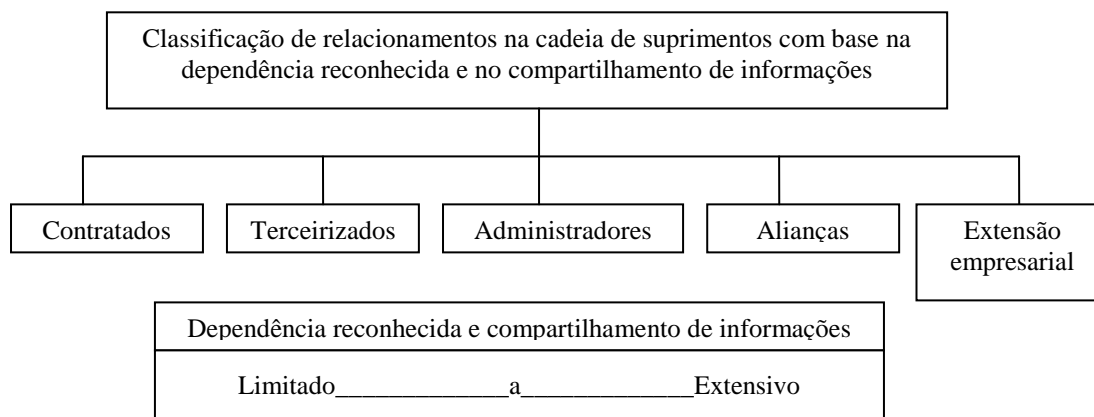 Classificação de relacionamentos na cadeia de suprimentos com base na
dependência reconhecida e no compartilhamento de informações
Contratados
Terceirizados
Administradores
Alianças
Extensão
empresarial
Dependência reconhecida e compartilhamento de informações
Limitado_____________a_____________Extensivo